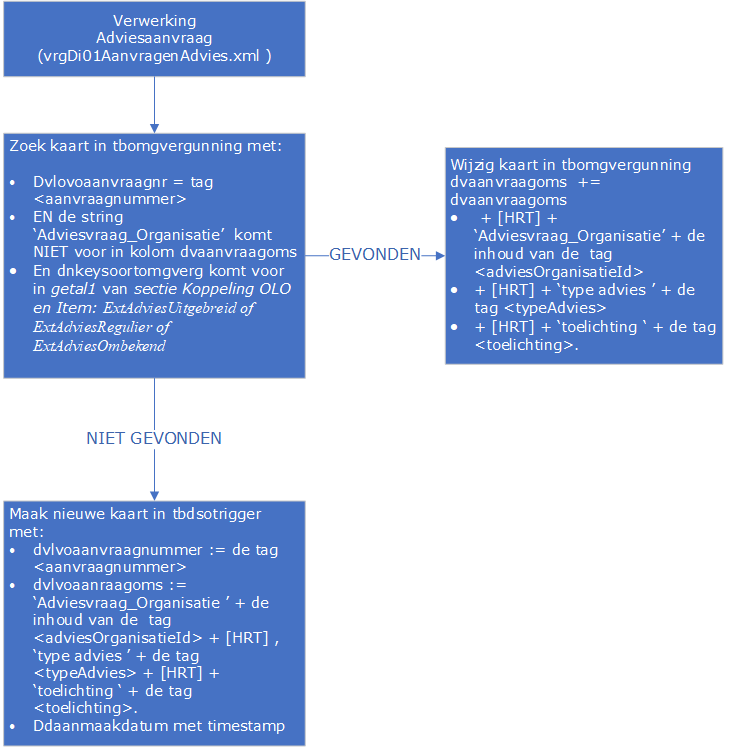 Verwerking
Adviesaanvraag
(vrgDi01AanvragenAdvies.xml )
Zoek kaart in tbomgvergunning met:
• Dvlovoaanvraagnr = tag
<aanvraagnummer>
• EN de string
‘Adviesvraag_Organisatie’ komt
NIET voor in kolom dvaanvraagoms
• En dnkeysoortomgverg komt voor
in getal1 van sectie Koppeling OLO
en Item: ExtAdviesUitgebreid of
ExtAdviesRegulier of
ExtAdviesOmbekend
GEVONDEN
Wijzig kaart in tbomgvergunning
dvaanvraagoms +=
dvaanvraagoms
• + [HRT] +
‘Adviesvraag_Organisatie’ + de
inhoud van de tag
<adviesOrganisatieId>
• + [HRT] + ‘type advies ’ + de
tag <typeAdvies>
• + [HRT] + ‘toelichting ‘ + de tag
<toelichting>.
NIET GEVONDEN
Maak nieuwe kaart in tbdsotrigger
met:
• dvlvoaanvraagnummer := de tag
<aanvraagnummer>
• dvlvoaanraagoms :=
‘Adviesvraag_Organisatie ’ + de
inhoud van de tag
<adviesOrganisatieId> + [HRT] ,
‘type advies ’ + de tag
<typeAdvies> + [HRT] +
‘toelichting ‘ + de tag
<toelichting>.
• Ddaanmaakdatum met timestamp